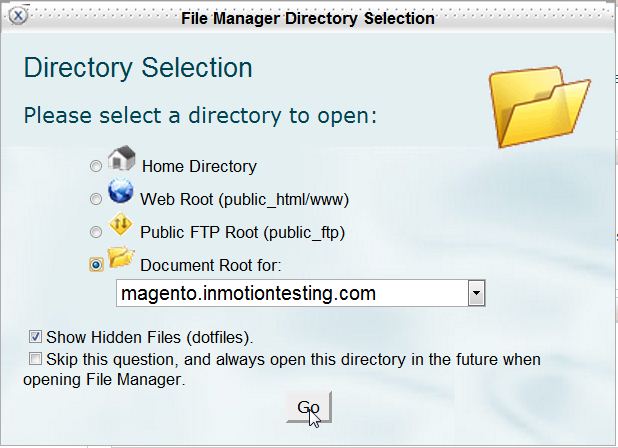 File Manager Directory Selection
Directory Selection
Please select a directory to open:
Home Directory
Web Root (public_html/www)
Public FTP Root (public_ftp)
Document Root for:
magento.inmotiontesting.com
Show Hidden Files (dotfiles).
Skip this question, and always open this directory in the future when
opening File Manager.
Go